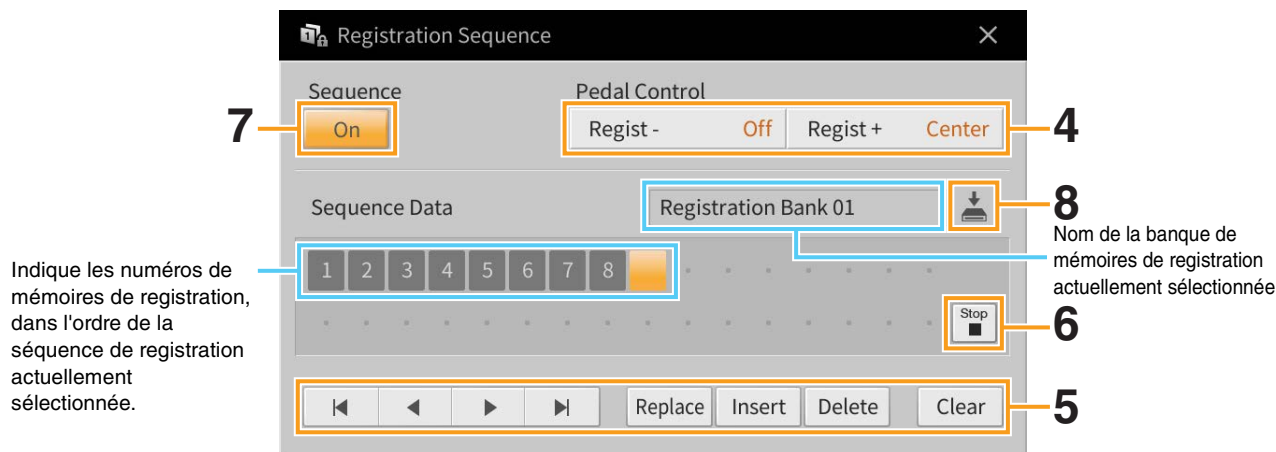 Registration Sequence
Sequence
Pedal Control
7
On
Regist -
Off
Regist +
Center
4
Sequence Data
Registration Bank 01
8
Nom de la banque de
mémoires de registration
actuellement sélectionnée
Indique les numéros de
mémoires de registration,
dans l'ordre de la
séquence de registration
actuellement
sélectionnée.
1 2 3 4 5 6 7 8
Stop
6
Replace
Insert
Delete
Clear
5